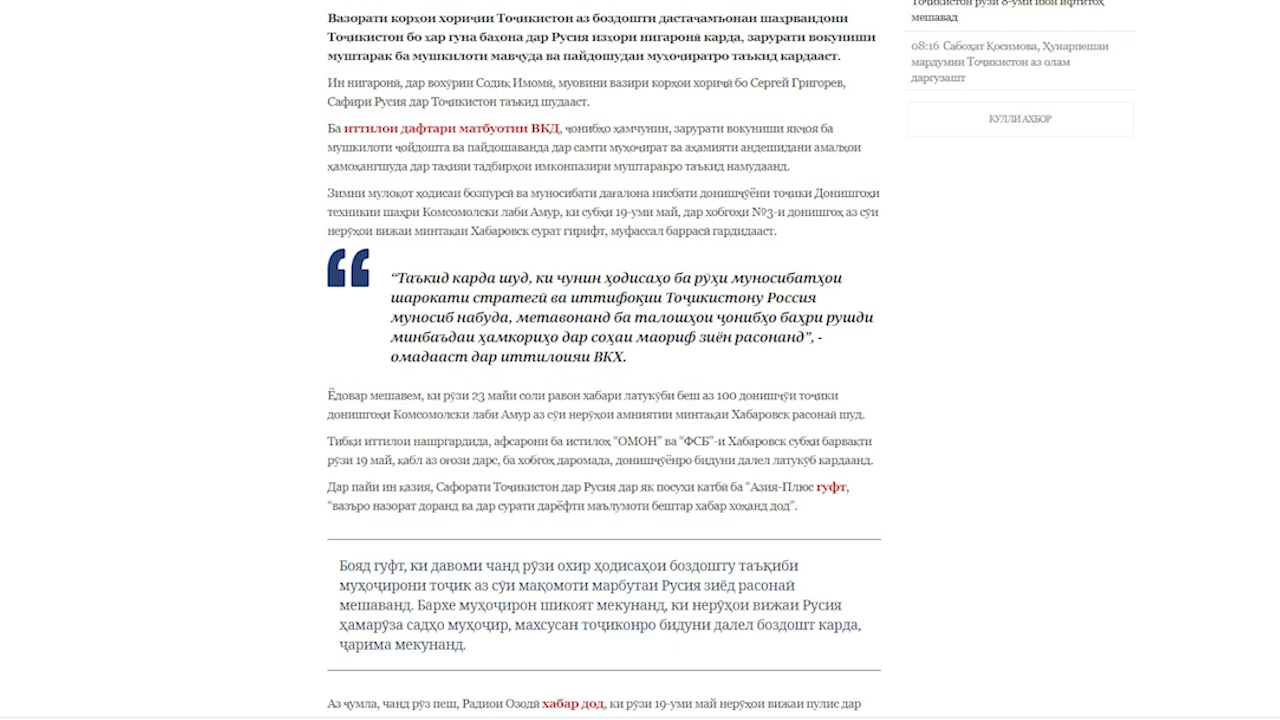 Вазорати корҳои хориҷии Тоҷикистон аз боздошти дастаҷамъонаи шаҳрвандони
Тоҷикистон бо ҳар гуна баҳона дар Русия изҳори нигаронӣ карда, зарурати вокуниши
муштарак ба мушкилоти мавҷуда ва пайдошудаи муҳоҷиратро таъкид кардааст.
Ин нигаронӣ, дар вохӯрии Содиқ Имомӣ, муовини вазири корҳои хориҷӣ бо Сергей Григорев,
Сафири Русия дар Тоҷикистон таъкид шудааст.
Ба иттилои дафтари матбуотии ВКД, ҷонибҳо ҳамчунин, зарурати вокуниши якҷоя ба
мушкилоти ҷойдошта ва пайдошаванда дар самти муҳоҷират ва аҳамияти андешидани амалҳои
ҳамоҳангшуда дар таҳияи тадбирҳои имконпазири муштаракро таъкид намудаанд.
Зимни мулоқот ҳодисаи бозпурсӣ ва муносибати дағалона нисбати донишҷӯёни тоҷики Донишгоҳи
техникии шаҳри Комсомолски лаби Амур, ки субҳи 19-уми май, дар хобгоҳи №3-и донишгоҳ аз сӯи
нерӯҳои вижаи минтақаи Хабаровск сурат гирифт, муфассал баррасӣ гардидааст.
“Таъкид карда шуд, ки чунин ҳодисаҳо ба рӯҳи муносибатҳои
шарокати стратегӣ ва иттифоқии Тоҷикистону Россия
муносиб набуда, метавонанд ба талошҳои ҷонибҳо баҳри рушди
минбаъдаи ҳамкориҳо дар соҳаи маориф зиён расонанд”, -
омадааст дар иттилоияи ВКХ.
Ёдовар мешавем, ки рӯзи 23 майи соли равон хабари латукӯби беш аз 100 донишҷӯи тоҷики
донишгоҳи Комсомолски лаби Амур аз сӯи нерӯҳои амниятии минтақаи Хабаровск расонаӣ шуд.
Тибқи иттилои нашргардида, афсарони ба истилоҳ “ОМОН” ва “ФСБ”-и Хабаровск субҳи барвақти
рӯзи 19 май, қабл аз оғози дарс, ба хобгоҳ даромада, донишҷӯёнро бидуни далел латукӯб кардаанд.
Дар пайи ин қазия, Сафорати Тоҷикистон дар Русия дар як посухи катбӣ ба “Азия-Плюс гуфт,
“вазъро назорат доранд ва дар сурати дарёфти маълумоти бештар хабар хоҳанд дод”.
Бояд гуфт, ки давоми чанд рӯзи охир ҳодисаҳои боздошту таъқиби
муҳоҷирони тоҷик аз сӯи мақомоти марбутаи Русия зиёд расонаӣ
мешаванд. Бархе муҳоҷирон шикоят мекунанд, ки нерӯҳои вижаи Русия
ҳамарӯза садҳо муҳоҷир, махсусан тоҷиконро бидуни далел боздошт карда,
ҷарима мекунанд.
Аз ҷумла, чанд рӯз пеш, Радиои Озодӣ хабар дод, ки рӯзи 19-уми май нерӯҳои вижаи пулис дар
Тоҷикистон рӯзи 8-уми июн ифтитоҳ
мешавад
08:16 Сабоҳат Қосимова, Ҳунарпешаи
мардумии Тоҷикистон аз олам
даргузашт
КУЛЛИ АХБОР